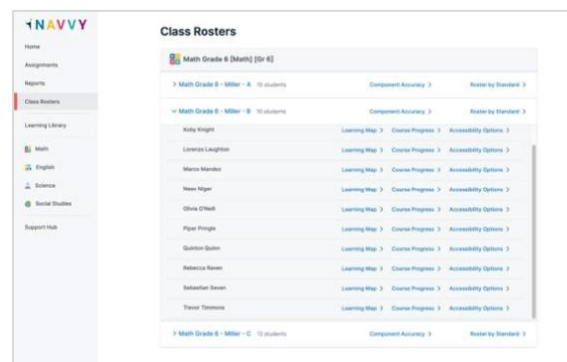 NAVVY
Class Rosters
Home
Assignments
Reports
Class Rosters
Learning Library
Math
English
Science
Social Studies
Support Hub
Math Grade 6 [Math] [Gr 6]
Math Grade 6 - Miller - A students Component Accuracy > Roster by Standard >
Math Grade 6 - Miller - B 10 students Component Accuracy > Roster by Standard >
Koby Knight Learning Map > Course Progress > Accessibility Options >
Lorenzo Laughton Learning Map > Course Progress > Accessibility Options >
Marco Mendez Learning Map > Course Progress > Accessibility Options >
Learning Map > Course Progress > Accessibility Options >
Olivia O'Neill Learning Map > Course Progress > Accessibility Options >
Piper Pringle Learning Map > Course Progress > Accessibility Options >
Quinton Quinn Learning Map > Course Progress > Accessibility Options >
Rebecca Raven Learning Map > Course Progress > Accessibility Options >
Sebastian Learning Map > Course Progress > Accessibility Options >
Trevor Timmons Learning Map > Course Progress > Accessibility Options >
Math Grade 6 - Miller - C students Component Accuracy > Roster by Standard >